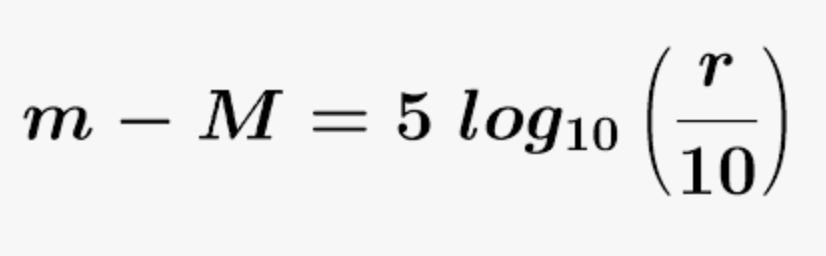 m − M = 5 log₁₀ (r/10)